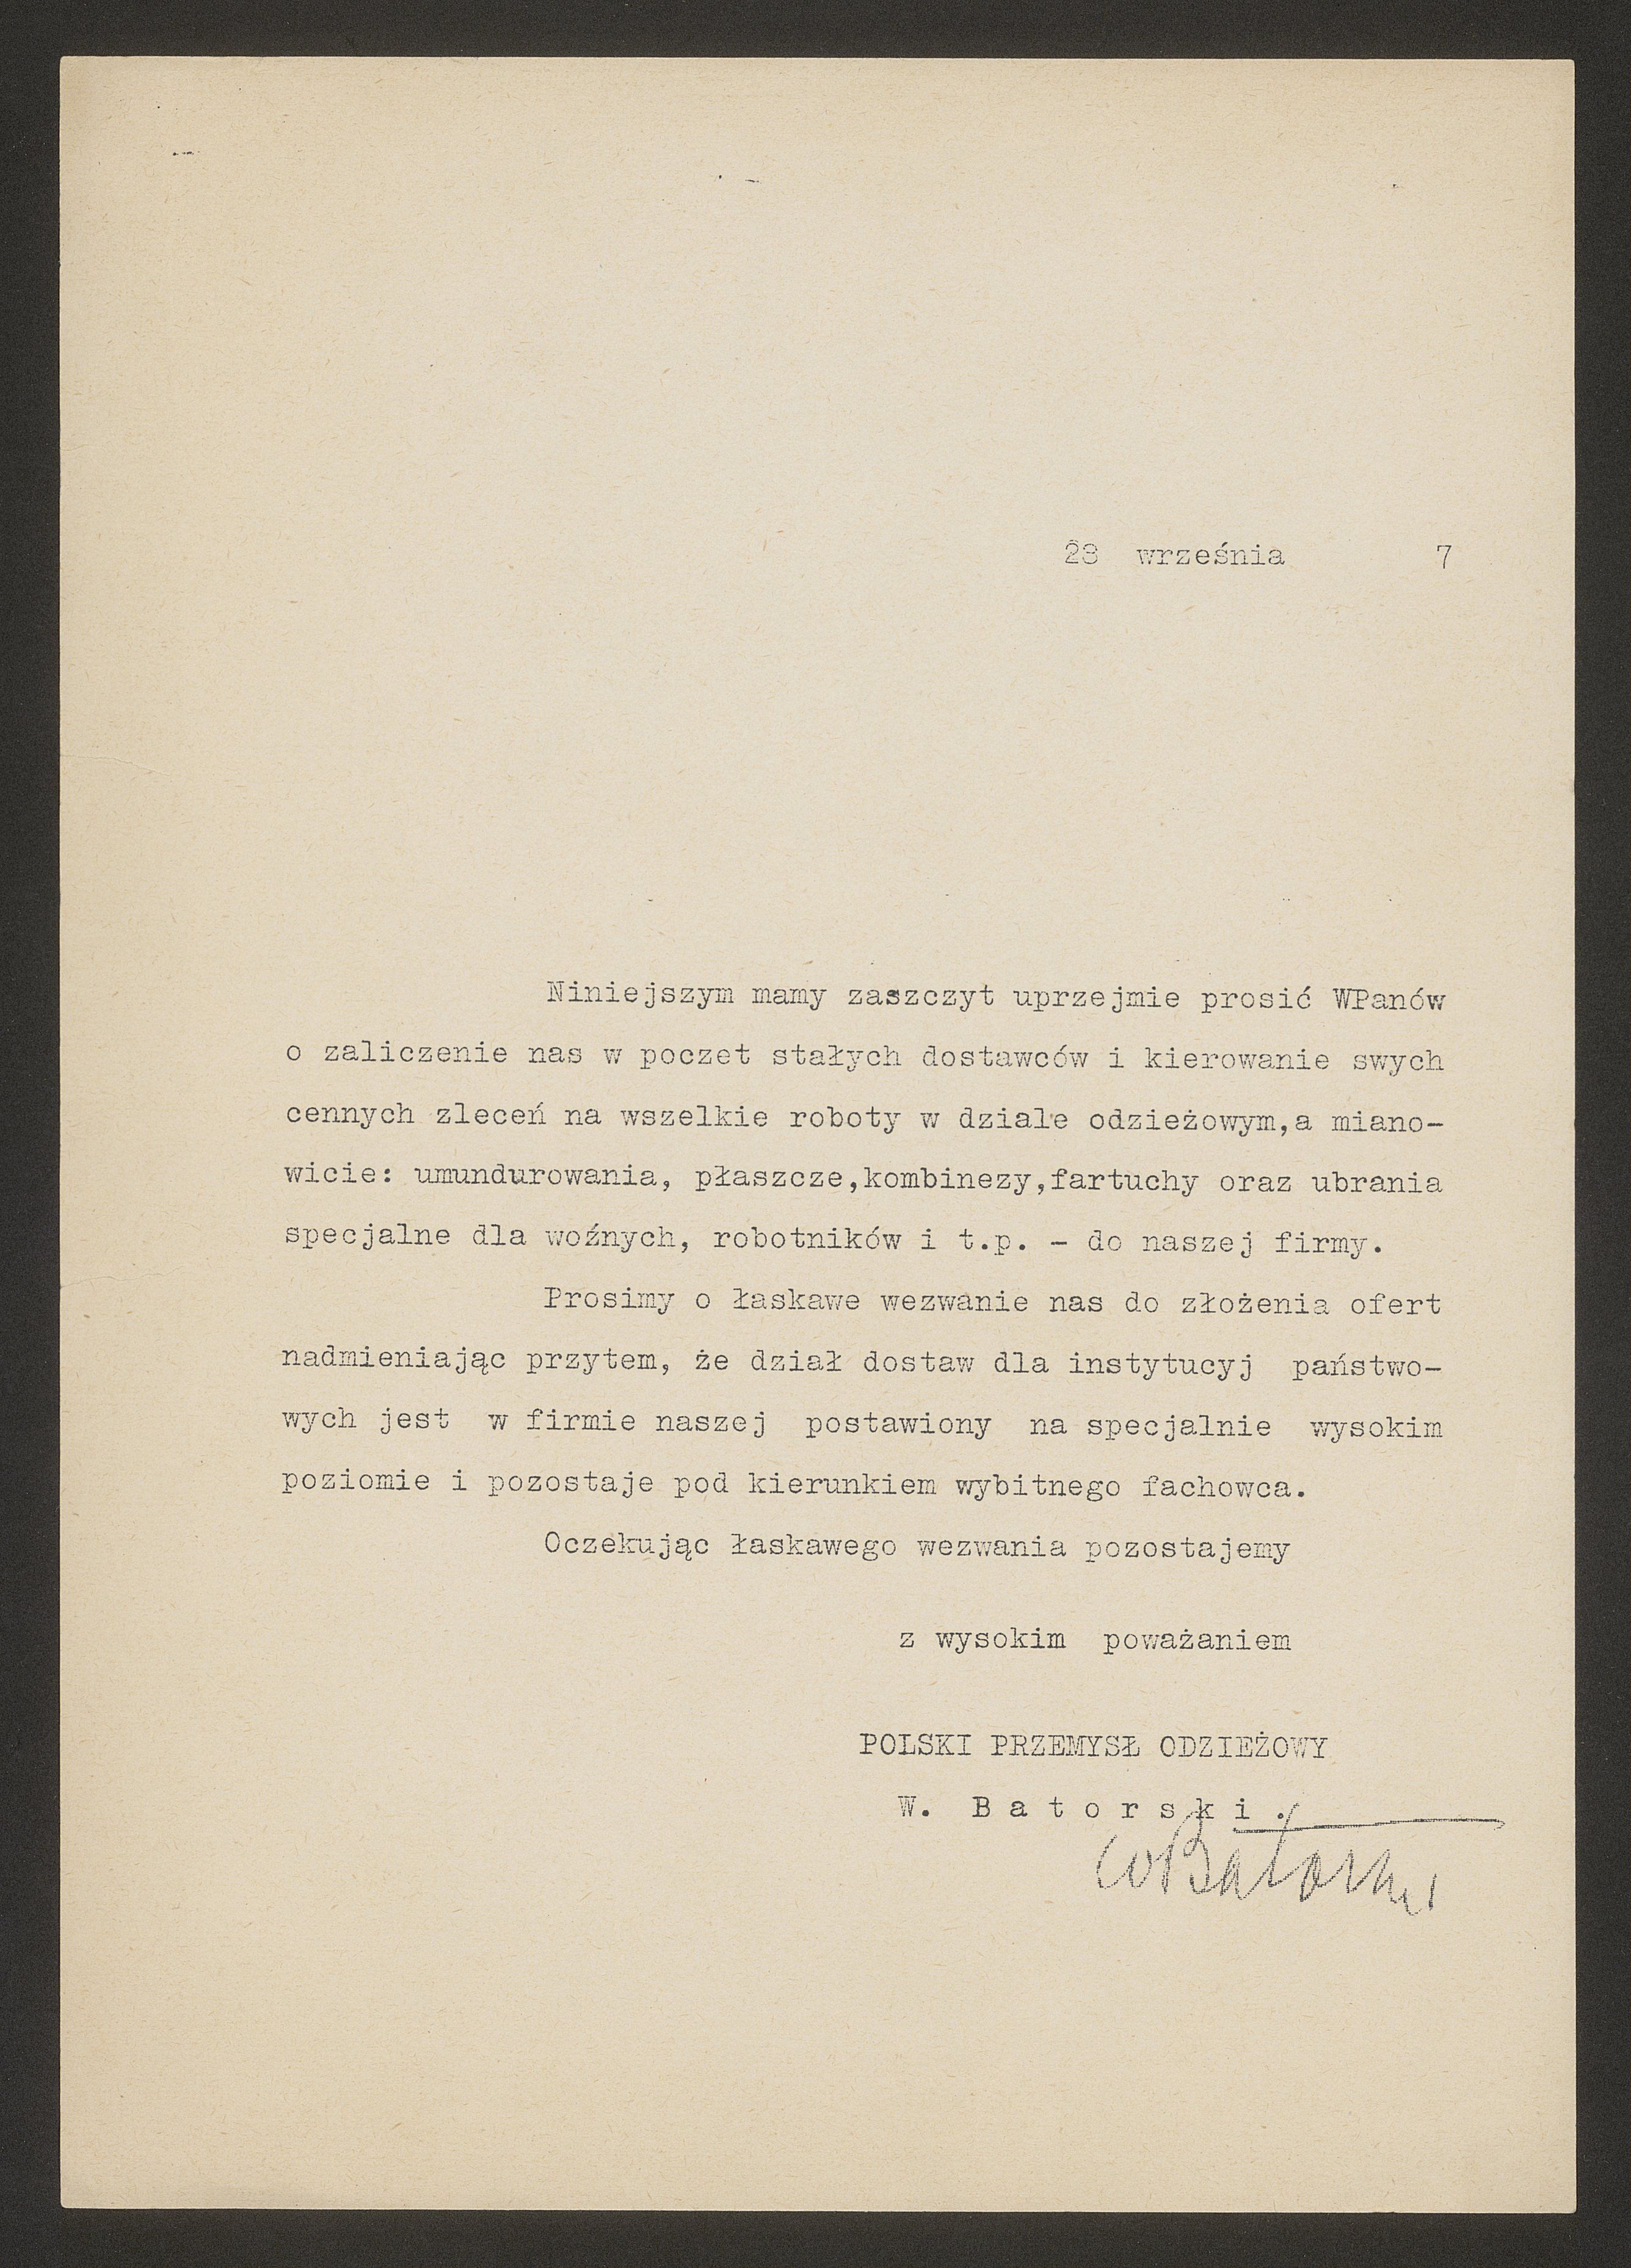 28 września 7
Niniejszym mamy zaszczyt uprzejmie prosić WPanów
o zaliczenie nas w poczet stałych dostawców i kierowanie swych
cennych zleceń na wszelkie roboty w dziale odzieżowym,a miano-
wicie: umundurowania, płaszcze,kombinezy,fartuchy oraz ubrania
specjalne dla woźnych, robotników i t.p. - do naszej firmy.
Prosimy o łaskawe wezwanie nas do złożenia ofert
nadmieniając przytem, że dział dostaw dla instytucyj państwo-
wych jest w firmie naszej postawiony na specjalnie wysokim
poziomie i pozostaje pod kierunkiem wybitnego fachowca.
Oczekując łaskawego wezwania pozostajemy
z wysokim poważaniem
POLSKI PRZEMYSŁ ODZIEŻOWY
W. B a t o r s k i .
WBatorski